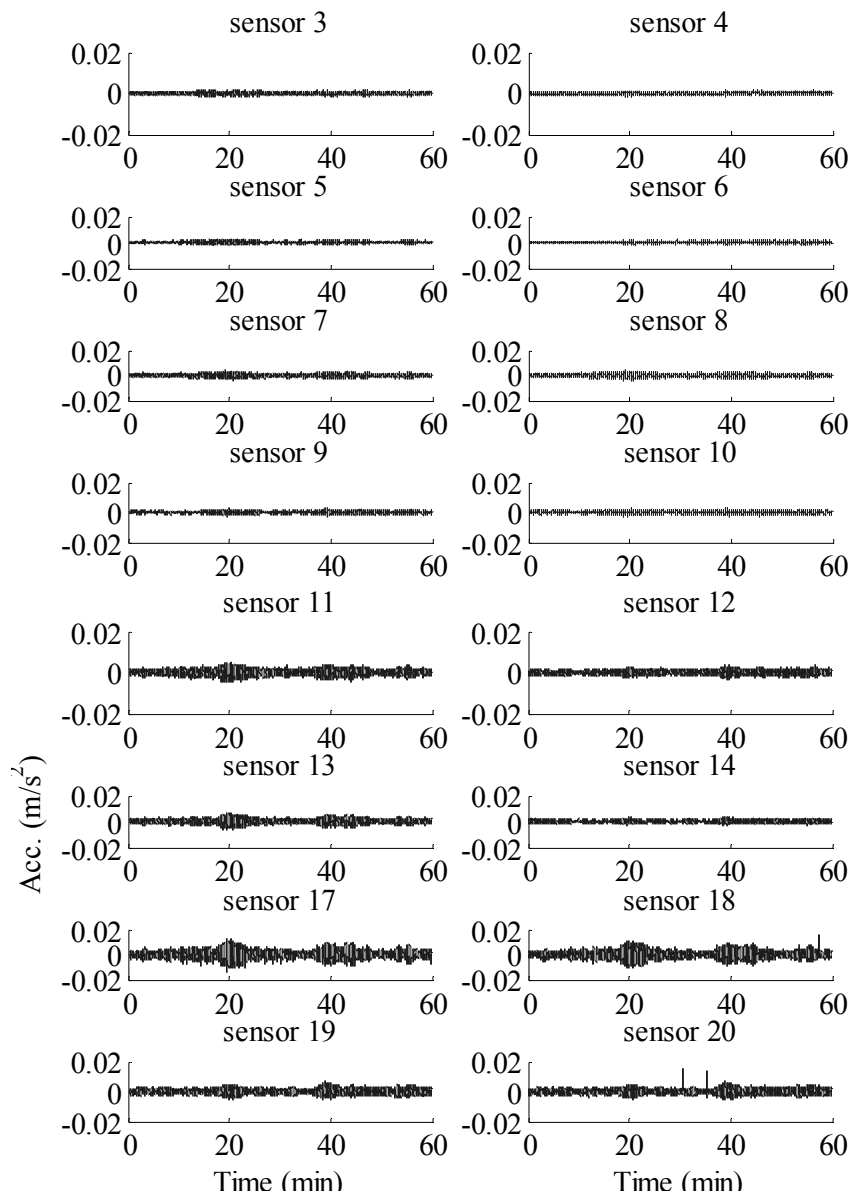 sensor 3 sensor 4
0.02 0.02
0 0
-0.02 -0.02
0 20 40 60 0 20 40 60
sensor 5 sensor 6
0.02 0.02
0 0
-0.02 -0.02
0 20 40 60 0 20 40 60
sensor 7 sensor 8
0.02 0.02
0 0
-0.02 -0.02
0 20 40 60 0 20 40 60
sensor 9 sensor 10
0.02 0.02
0 0
-0.02 -0.02
0 20 40 60 0 20 40 60
sensor 11 sensor 12
0.02 0.02
0 0
-0.02 -0.02
0 20 40 60 0 20 40 60
sensor 13 sensor 14
0.02 0.02
0 0
-0.02 -0.02
0 20 40 60 0 20 40 60
Acc. (m/s²)
sensor 17 sensor 18
0.02 0.02
0 0
-0.02 -0.02
0 20 40 60 0 20 40 60
sensor 19 sensor 20
0.02 0.02
0 0
-0.02 -0.02
0 20 40 60 0 20 40 60
Time (min) Time (min)